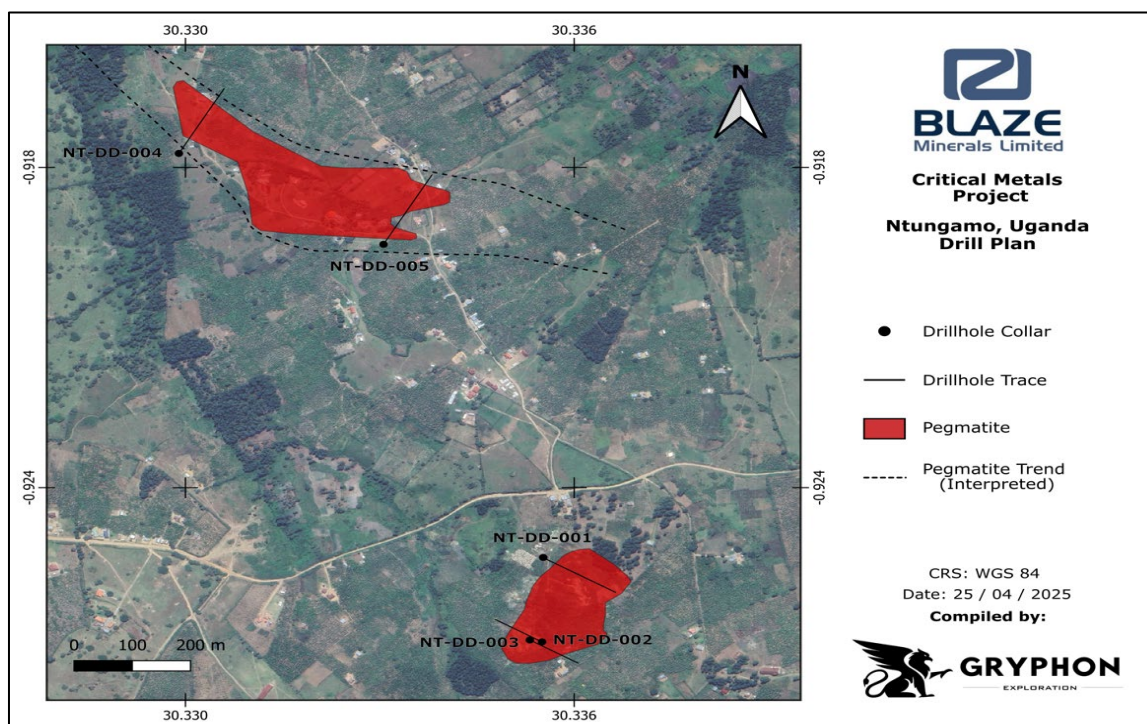 30.330
30.336
-0.918
-0.918
-0.924
-0.924
N
NT-DD-004
NT-DD-005
NT-DD-001
NT-DD-003
NT-DD-002
0 100 200 m
30.330
30.336
BLAZE
Minerals Limited
Critical Metals
Project
Ntungamo, Uganda
Drill Plan
Drillhole Collar
Drillhole Trace
Pegmatite
Pegmatite Trend
(Interpreted)
CRS: WGS 84
Date: 25 / 04 / 2025
Compiled by:
GRYPHON
EXPLORATION